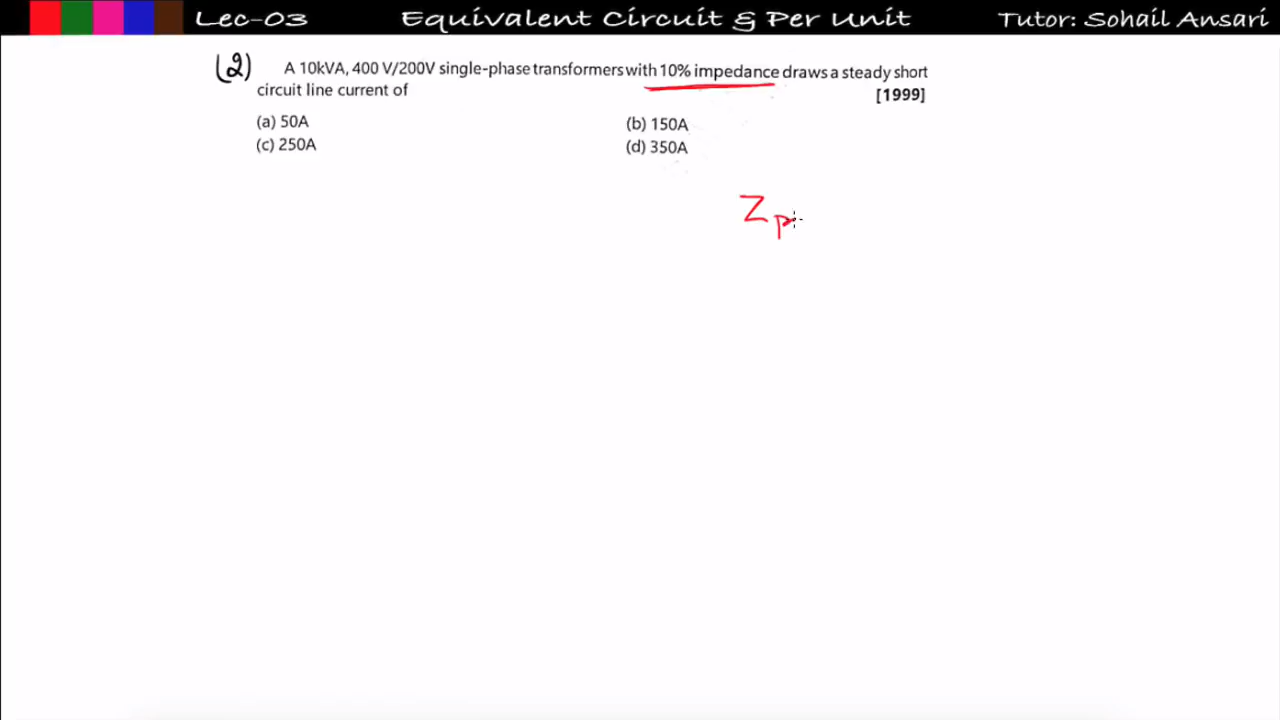 Lec-03 Equivalent Circuit & Per Unit Tutor: Sohail Ansari
(2) A 10kVA, 400 V/200V single-phase transformers with 10% impedance draws a steady short
circuit line current of [1999]
(a) 50A (b) 150A
(c) 250A (d) 350A
Zp